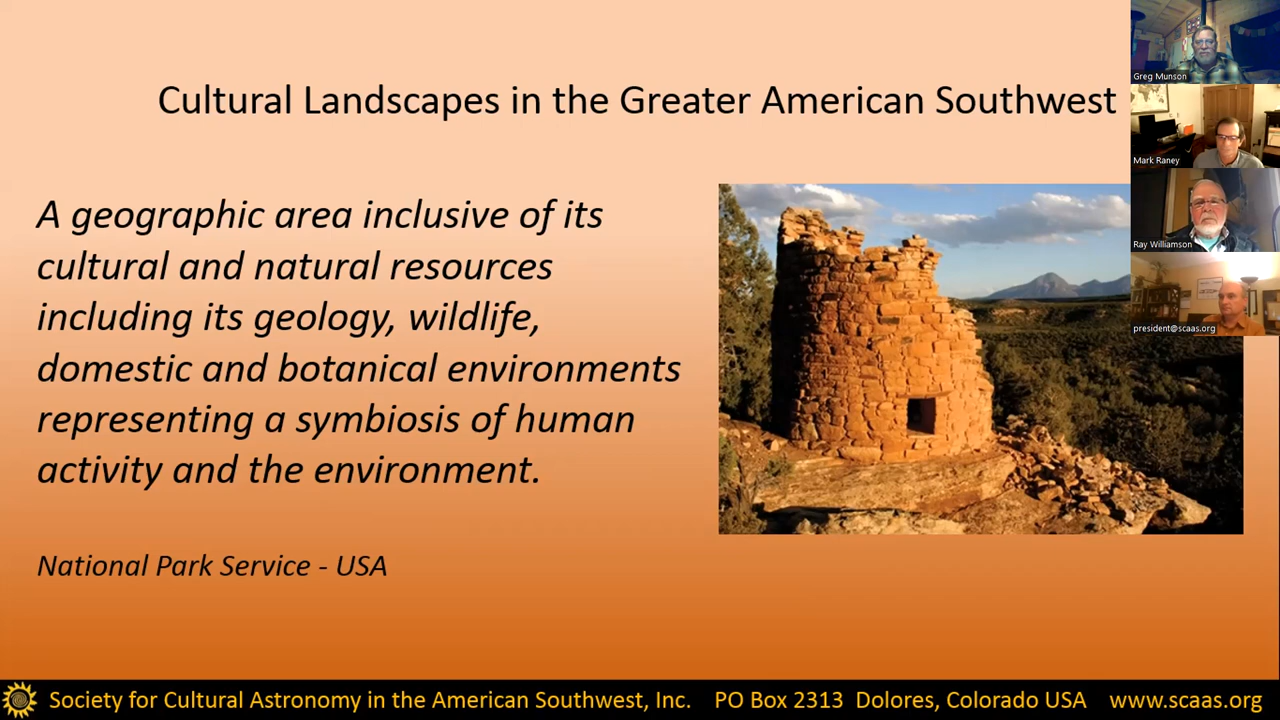 Cultural Landscapes in the Greater American Southwest
A geographic area inclusive of its
cultural and natural resources
including its geology, wildlife,
domestic and botanical environments
representing a symbiosis of human
activity and the environment.
National Park Service - USA
Greg Munson
Mark Raney
Ray Williamson
president@scaas.org
Society for Cultural Astronomy in the American Southwest, Inc. PO Box 2313 Dolores, Colorado USA www.scaas.org